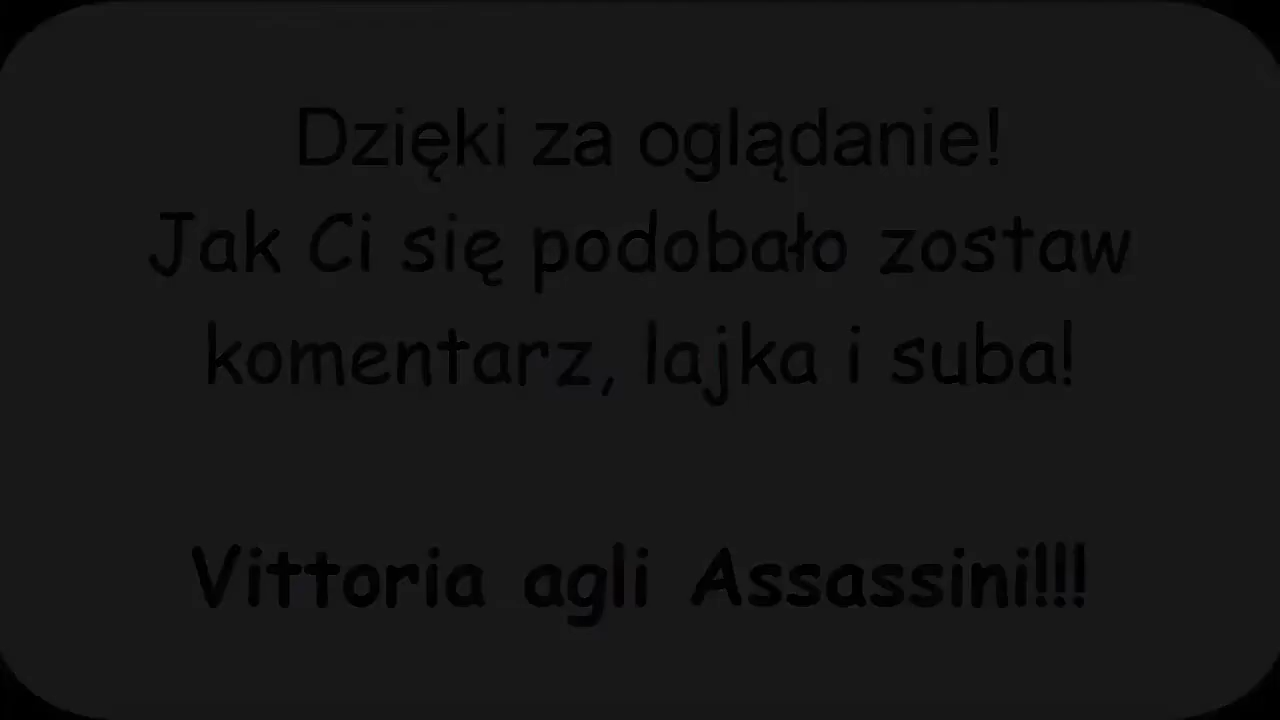 Dzięki za oglądanie!
Jak Ci się podobało zostaw
komentarz, lajka i suba!
Vittoria agli Assassini!!!